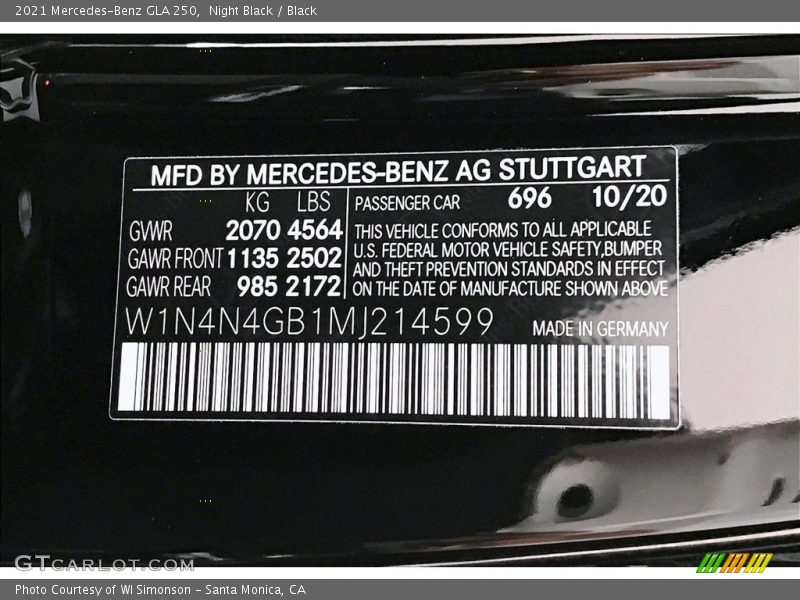 2021 Mercedes-Benz GLA 250, Night Black / Black
MFD BY MERCEDES-BENZ AG STUTTGART
KG LBS
GVWR 2070 4564
GAWR FRONT 1135 2502
GAWR REAR 985 2172
PASSENGER CAR 696 10/20
THIS VEHICLE CONFORMS TO ALL APPLICABLE
U.S. FEDERAL MOTOR VEHICLE SAFETY,BUMPER
AND THEFT PREVENTION STANDARDS IN EFFECT
ON THE DATE OF MANUFACTURE SHOWN ABOVE
W1N4N4GB1MJ214599 MADE IN GERMANY
GTCARLOT.COM
Photo Courtesy of WI Simonson - Santa Monica, CA